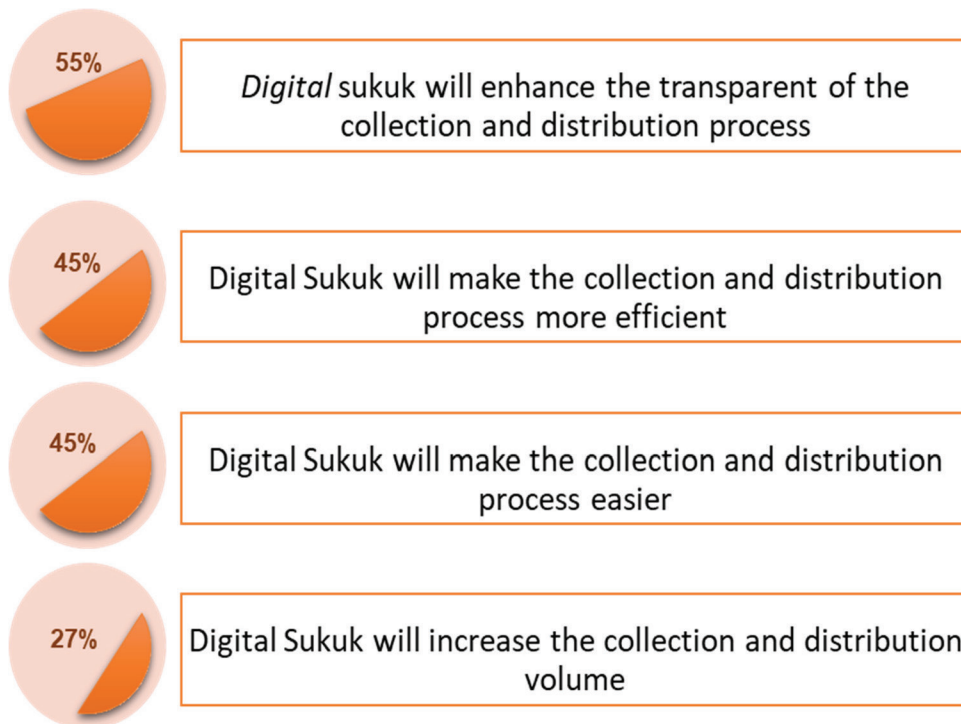 55%
Digital sukuk will enhance the transparent of the
collection and distribution process
45%
Digital Sukuk will make the collection and distribution
process more efficient
45%
Digital Sukuk will make the collection and distribution
process easier
27%
Digital Sukuk will increase the collection and distribution
volume